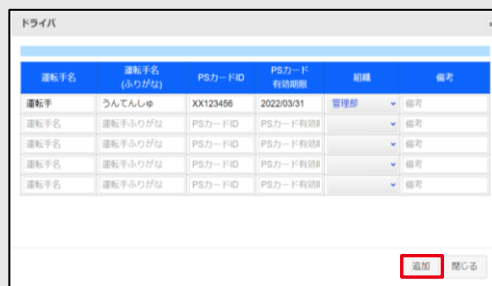 ドライバ
運転手名 運転手名 (ふりがな) PSカードID PSカード 有効期限 組織 備考
運転手 うんてんしゅ XX123456 2022/03/31 管理部 備考
運転手名 運転手ふりがな PSカードID PSカード有効期 備考
運転手名 運転手ふりがな PSカードID PSカード有効期 備考
運転手名 運転手ふりがな PSカードID PSカード有効期 備考
運転手名 運転手ふりがな PSカードID PSカード有効期 備考
追加 閉じる